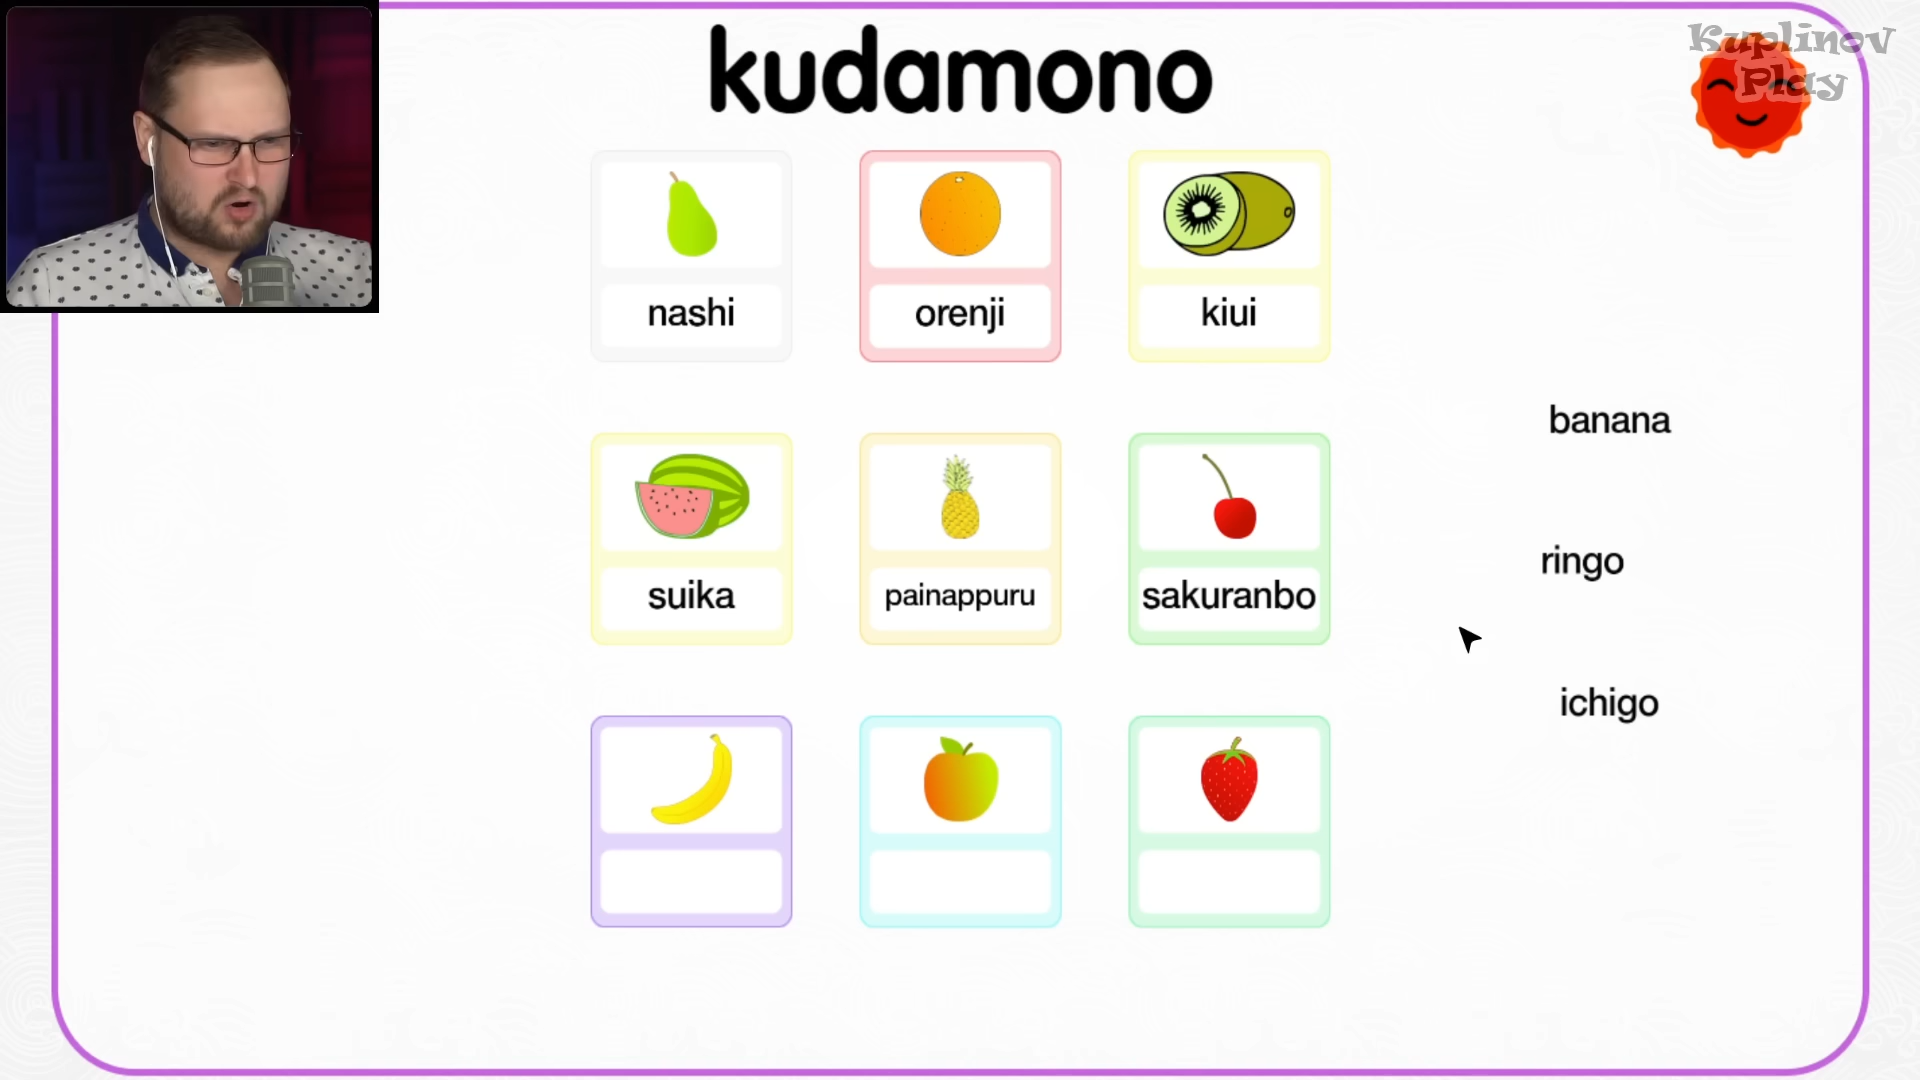 kudamono
Kuplinov
Play
nashi
orenji
kiui
banana
ringo
suika
painappuru
sakuranbo
ichigo